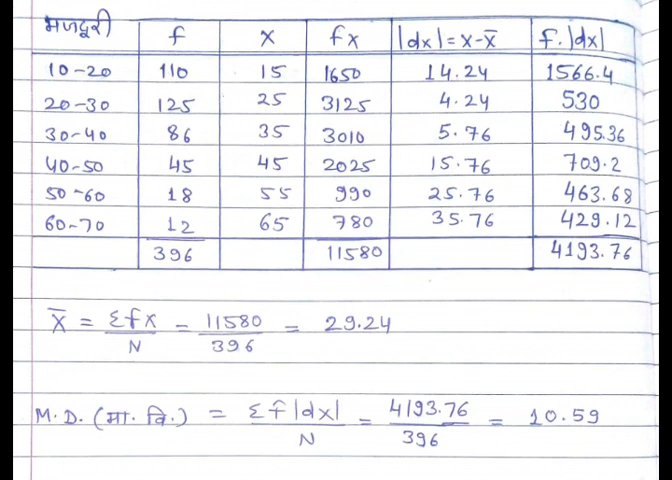 मजदूरी f X fx |dx|=x-x̅ f.|dx|
10-20 110 15 1650 14.24 1566.4
20-30 125 25 3125 4.24 530
30-40 86 35 3010 5.76 495.36
40-50 45 45 2025 15.76 709.2
50-60 18 55 990 25.76 463.68
60-70 12 65 780 35.76 429.12
396 11580 4193.76
X̅ = Σfx/N = 11580/396 = 29.24
M.D. (मा. वि.) = Σf|dx|/N = 4193.76/396 = 10.59